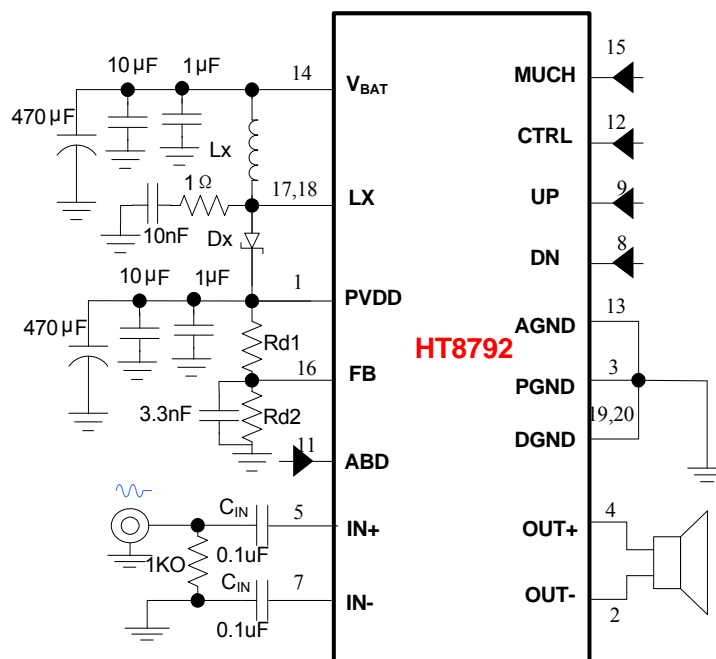 15
14
10µF
1µF
VBAT
MUCH
470µF
12
CTRL
Lx
1Ω
17,18
9
LX
UP
10nF
Dx
8
DN
10µF
1µF
1
13
PVDD
AGND
470µF
Rd1
HT8792
16
3
FB
PGND
3.3nF
Rd2
19,20
DGND
11
ABD
CIN
5
4
IN+
OUT+
0.1uF
1KO
CIN
7
IN-
OUT-
0.1uF
2